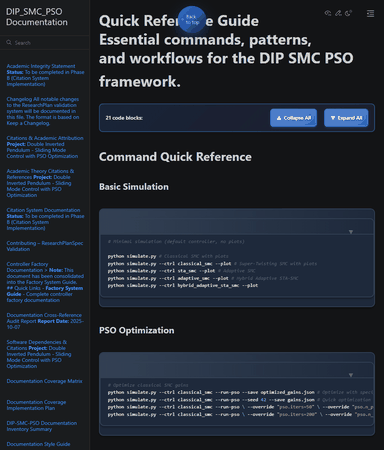 DIP_SMC_PSO
Documentation
Search
Academic Integrity Statement
Status: To be completed in Phase
8 (Citation System
Implementation)
Changelog All notable changes
to the ResearchPlan validation
system will be documented in
this file. The format is based on
Keep a Changelog.
Citations & Academic Attribution
Project: Double Inverted
Pendulum - Sliding
Mode Control with PSO Optimization
Academic Theory Citations &
References Project: Double
Inverted Pendulum - Sliding
Mode Control with PSO
Optimization
Citation System Documentation
Status: To be completed in Phase
8 (Citation System
Implementation)
Contributing – ResearchPlanSpec
Validation
Controller Factory
Documentation > Note: This
document has been consolidated
into the Factory System Guide.
** Quick Links - Factory System
Guide - Complete controller
factory documentation
Documentation Cross-Reference
Audit Report Report Date: 2025-
10-07
Software Dependencies &
Citations Project: Double
Inverted Pendulum - Sliding
Mode Control with PSO
Optimization
Documentation Coverage Matrix
Documentation Coverage
Implementation Plan
DIP-SMC-PSO Documentation
Inventory Summary
Documentation Style Guide
Back
to top
Quick Reference Guide
Essential commands, patterns,
and workflows for the DIP SMC PSO
framework.
21 code blocks:
Collapse All
Expand All
Command Quick Reference
Basic Simulation
python simulate.py # Classical SMC with plots
python simulate.py --ctrl classical_smc --plot # Super-twisting SMC with plots
python simulate.py --ctrl sta_smc --plot # Adaptive SMC
python simulate.py --ctrl adaptive_smc --plot # Hybrid Adaptive STA-SMC
python simulate.py --ctrl hybrid_adaptive_sta_smc --plot
PSO Optimization
# Optimize classical SMC gains
python simulate.py --ctrl classical_smc --run-pso --save optimized_gains.json # Optimize with
python simulate.py --ctrl classical_smc --run-pso --seed 42 --save gains.json # Quick optimization
python simulate.py --ctrl classical_smc --run-pso \ --override "pso.iters=50" \ --override
python simulate.py --ctrl classical_smc --run-pso \ --override "pso.iters=200" \ --override